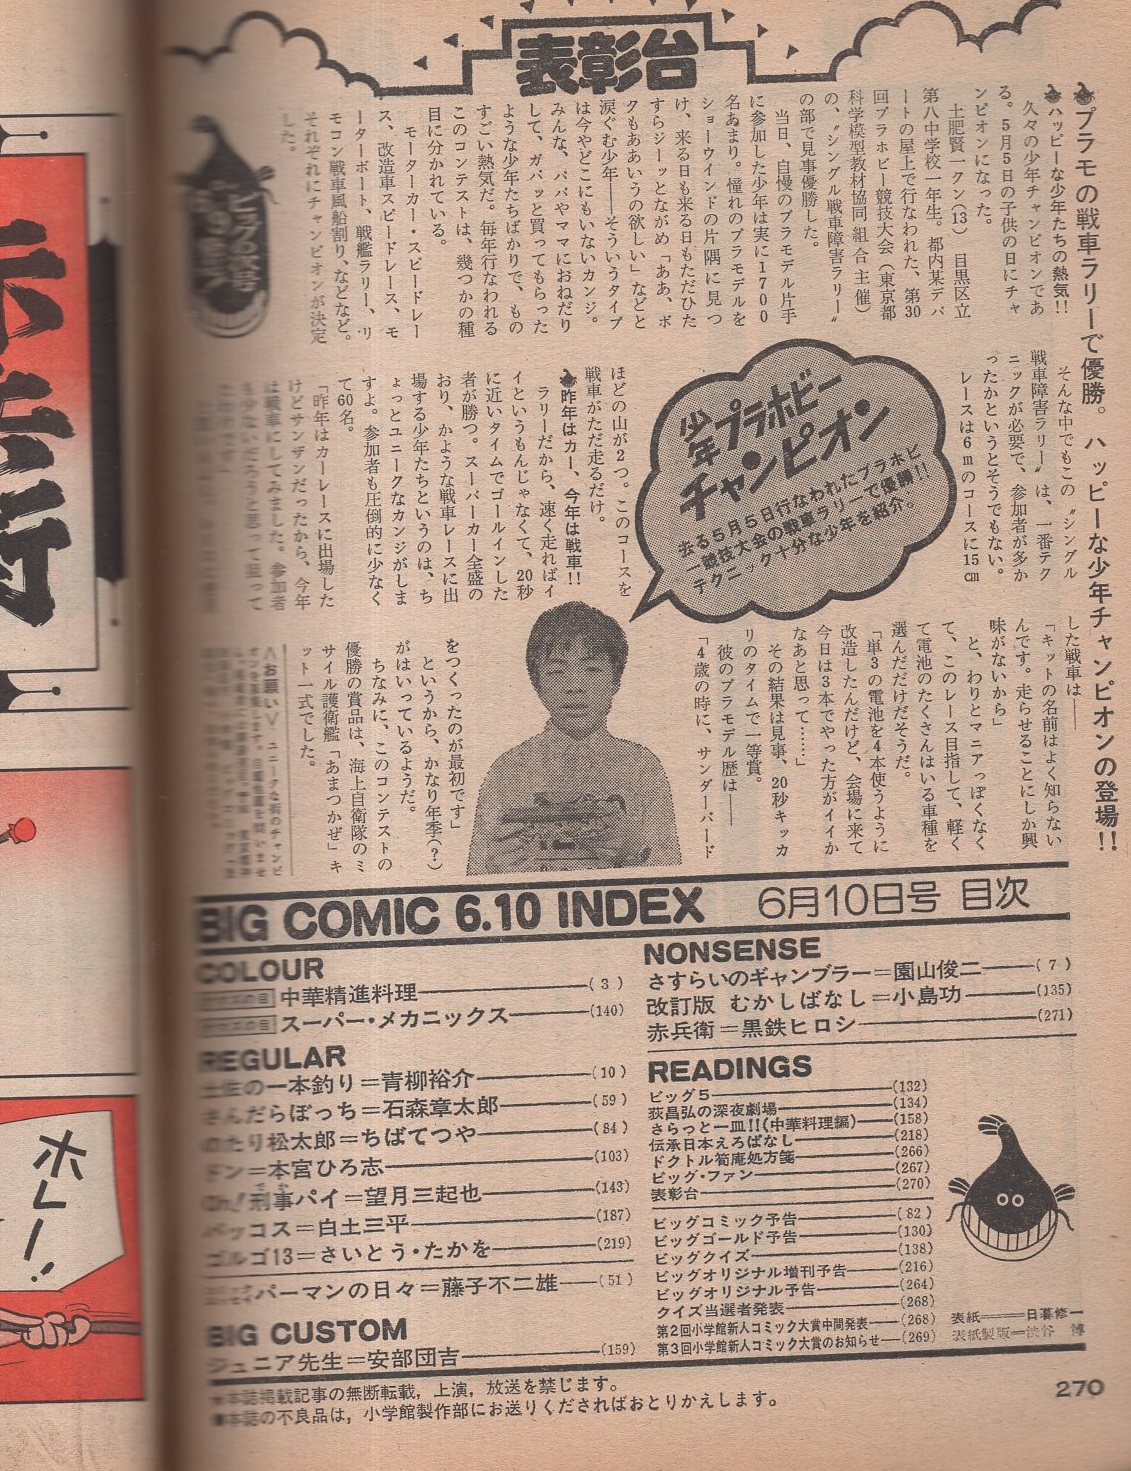 表彰台
プラモの戦車ラリーで優勝。ハッピーな少年チャンピオンの登場!!
ハッピーな少年たちの熱気!!
久々の少年チャンピオンであ
る。5月5日の子供の日にチャ
ンピオンになった。
土肥賢一クン(13) 目黒区立
第八中学校一年生。都内某デパ
ートの屋上で行なわれた、第30
回プラホビー競技大会(東京都
科学模型教材協同組合主催)
の、〝シングル戦車障害ラリー〟
の部で見事優勝した。
当日、自慢のプラモデル片手
に参加した少年は実に1700
名あまり。憧れのプラモデルを
ショーウインドの片隅に見つ
け、来る日も来る日もただひた
すらジーッとながめ「ああ、ボ
クもああいうの欲しい」などと
涙ぐむ少年――そういうタイプ
は今やどこにもいないカンジ。
みんな、パパやママにおねだり
して、ガバッと買ってもらった
ような少年たちばかりで、もの
すごい熱気だ。毎年行なわれる
このコンテストは、幾つかの種
目に分かれている。
モーターカー・スピードレー
ス、改造車スピードレース、モ
ーターボート、戦艦ラリー、リ
モコン戦車風船割り、などなど。
それぞれにチャンピオンが決定
した。
ビッグの次号
少年プラホビー
チャンピオン
去る5月5日行なわれたプラホビ
ー競技大会の戦車ラリーで優勝!!
テクニック十分な少年を紹介。
そんな中でもこの〝シングル
戦車障害ラリー〟は、一番テク
ニックが必要で、参加者が多か
ったかというとそうでもない。
レースは6mのコースに15㎝
ほどの山が2つ。このコースを
戦車がただ走るだけ。
昨年はカー、今年は戦車!!
ラリーだから、速く走ればイ
イというもんじゃなくて、20秒
に近いタイムでゴールインした
者が勝つ。スーパーカー全盛の
おり、かような戦車レースに出
場する少年たちというのは、ち
ょっとユニークなカンジがしま
すよ。参加者も圧倒的に少なく
て60名。
「昨年はカーレースに出場した
けどサンザンだったから、今年
は戦車にしてみました。参加者
も少ないだろうと思って狙って
した戦車は――
「キットの名前はよく知らない
んです。走らせることにしか興
味がないから」
と、わりとマニアっぽくなく
て、このレース目指して、軽く
て電池のたくさんはいる車種を
選んだだけだそうだ。
「単3の電池を4本使うように
改造したんだけど、会場に来て
今日は3本でやった方がイイか
なあと思って……」
その結果は見事、20秒キッカ
リのタイムで一等賞。
彼のプラモデル歴は――
「4歳の時に、サンダーバード
をつくったのが最初です」
というから、かなり年季(?)
がはいっているようだ。
ちなみに、このコンテストの
優勝の賞品は、海上自衛隊のミ
サイル護衛艦「あまつかぜ」キ
ット一式でした。
〈お願い〉
BIG COMIC 6.10 INDEX 6月10日号 目次
COLOUR
中華精進料理 (3)
スーパー・メカニックス (140)
REGULAR
土佐の一本釣り=青柳裕介 (10)
さんだらぼっち=石森章太郎 (59)
のたり松太郎=ちばてつや (84)
ドン=本宮ひろ志 (103)
Oh!刑事パイ=望月三起也 (143)
バッコス=白土三平 (187)
ゴルゴ13=さいとう・たかを (219)
パーマンの日々=藤子不二雄 (51)
BIG CUSTOM
ジュニア先生=安部団吉 (159)
NONSENSE
さすらいのギャンブラー=園山俊二 (7)
改訂版 むかしばなし=小島功 (135)
赤兵衛=黒鉄ヒロシ (271)
READINGS
ビッグ5 (132)
荻昌弘の深夜劇場 (134)
さらっと一皿!!(中華料理編) (158)
伝承日本えろばなし (218)
ドクトル筍庵処方箋 (266)
ビッグ・ファン (267)
表彰台 (270)
ビッグコミック予告 (82)
ビッグゴールド予告 (130)
ビッグクイズ (138)
ビッグオリジナル増刊予告 (216)
ビッグオリジナル予告 (264)
クイズ当選者発表 (268)
第2回小学館新人コミック大賞中間発表 (268)
第3回小学館新人コミック大賞のお知らせ (269)
表紙=日暮修一
表紙製版=渋谷 博
★本誌掲載記事の無断転載, 上演, 放送を禁じます。
●本誌の不良品は, 小学館製作部にお送りくださればおとりかえします。
270
ホレー!